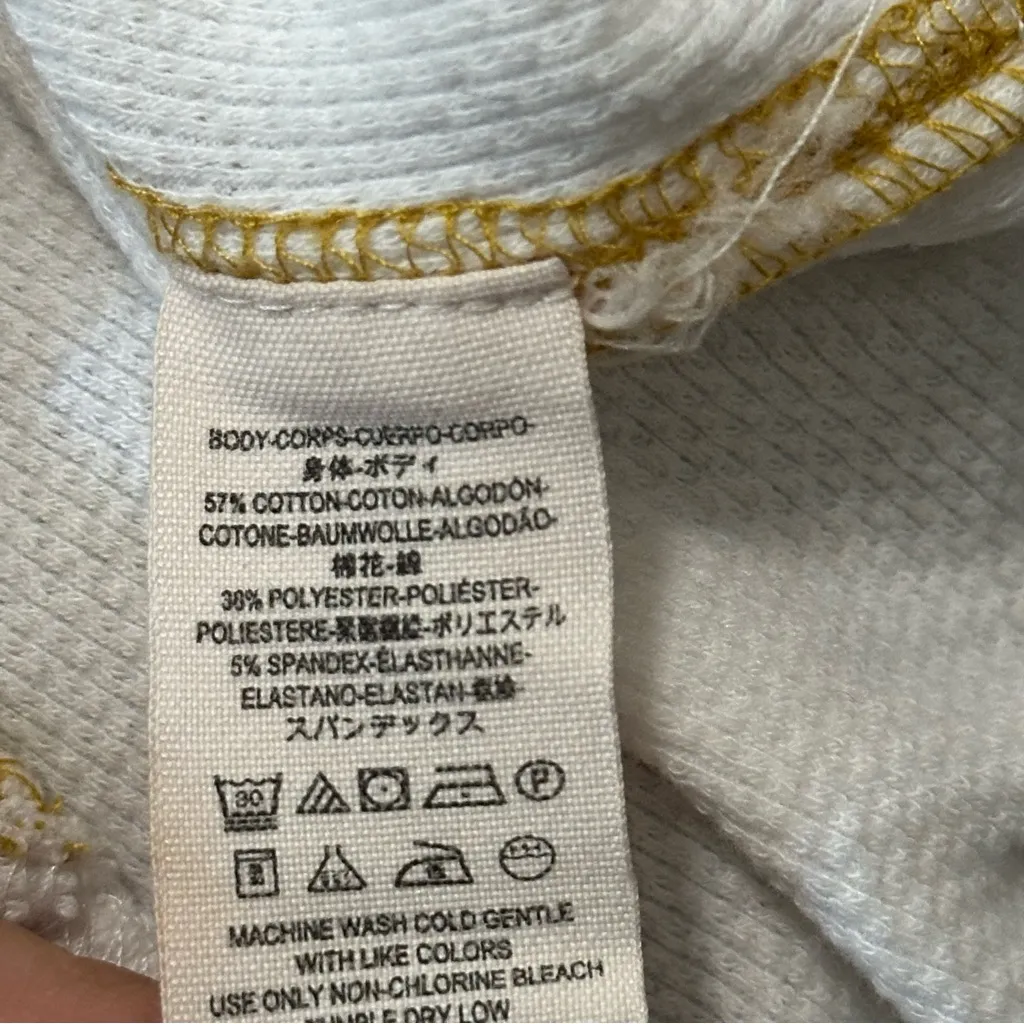 BODY-CORPS-CUERPO-CORPO-
身体-ボディ
57% COTTON-COTON-ALGODÓN-
COTONE-BAUMWOLLE-ALGODÃO-
棉花-綿
38% POLYESTER-POLIÉSTER-
POLIESTERE-聚酯纖維-ポリエステル
5% SPANDEX-ÉLASTHANNE-
ELASTANO-ELASTAN-
スパンデックス
30
P
MACHINE WASH COLD GENTLE
WITH LIKE COLORS
USE ONLY NON-CHLORINE BLEACH
TUMBLE DRY LOW